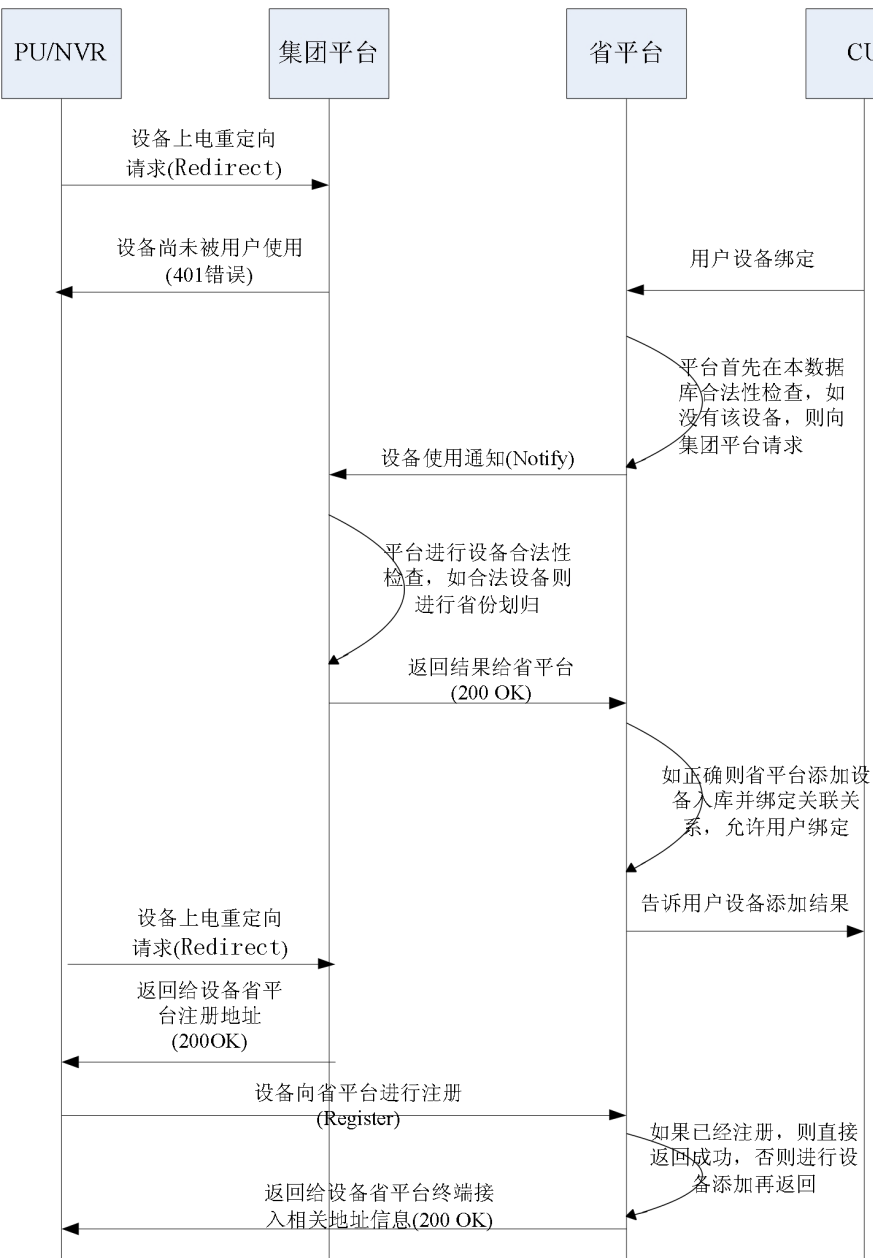 PU/NVR
集团平台
省平台
CU
设备上电重定向
请求(Redirect)
设备尚未被用户使用
(401错误)
用户设备绑定
平台首先在本数据
库合法性检查，如
没有该设备，则向
集团平台请求
设备使用通知(Notify)
平台进行设备合法性
检查，如合法设备则
进行省份划归
返回结果给省平台
(200 OK)
如正确则省平台添加设
备入库并绑定关联关
系，允许用户绑定
告诉用户设备添加结果
设备上电重定向
请求(Redirect)
返回给设备省平
台注册地址
(200OK)
设备向省平台进行注册
(Register)
如果已经注册，则直接
返回成功，否则进行设
备添加再返回
返回给设备省平台终端接
入相关地址信息(200 OK)